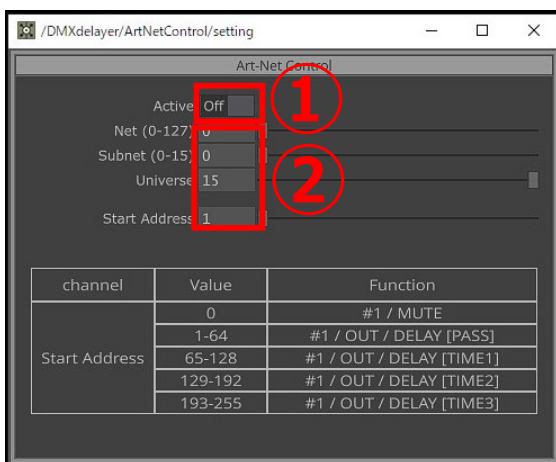 /DMXdelayer/ArtNetControl/setting
Art-Net Control
Active Off ①
Net (0-127) 0
Subnet (0-15) 0
Universe 15 ②
Start Address 1
channel Value Function
0 #1 / MUTE
1-64 #1 / OUT / DELAY [PASS]
Start Address 65-128 #1 / OUT / DELAY [TIME1]
129-192 #1 / OUT / DELAY [TIME2]
193-255 #1 / OUT / DELAY [TIME3]